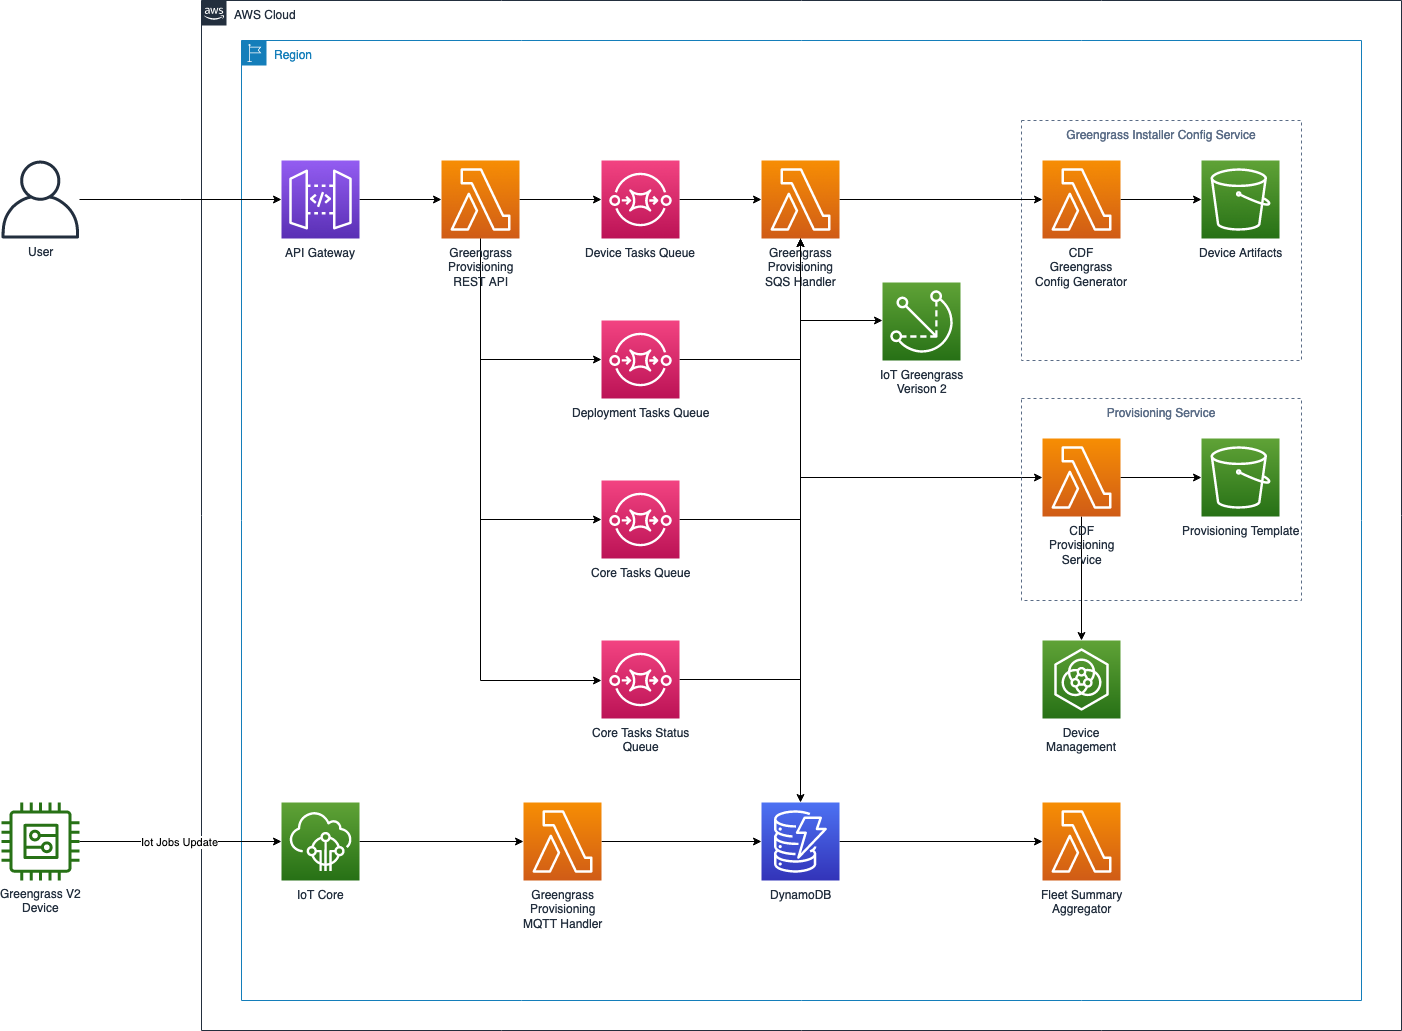 aws
AWS Cloud
Region
Greengrass Installer Config Service
User
API Gateway
Greengrass
Provisioning
REST API
Device Tasks Queue
Greengrass
Provisioning
SQS Handler
CDF
Greengrass
Config Generator
Device Artifacts
IoT Greengrass
Verison 2
Deployment Tasks Queue
Provisioning Service
CDF
Provisioning
Service
Provisioning Template
Core Tasks Queue
Core Tasks Status
Queue
Device
Management
Iot Jobs Update
Greengrass V2
Device
IoT Core
Greengrass
Provisioning
MQTT Handler
DynamoDB
Fleet Summary
Aggregator